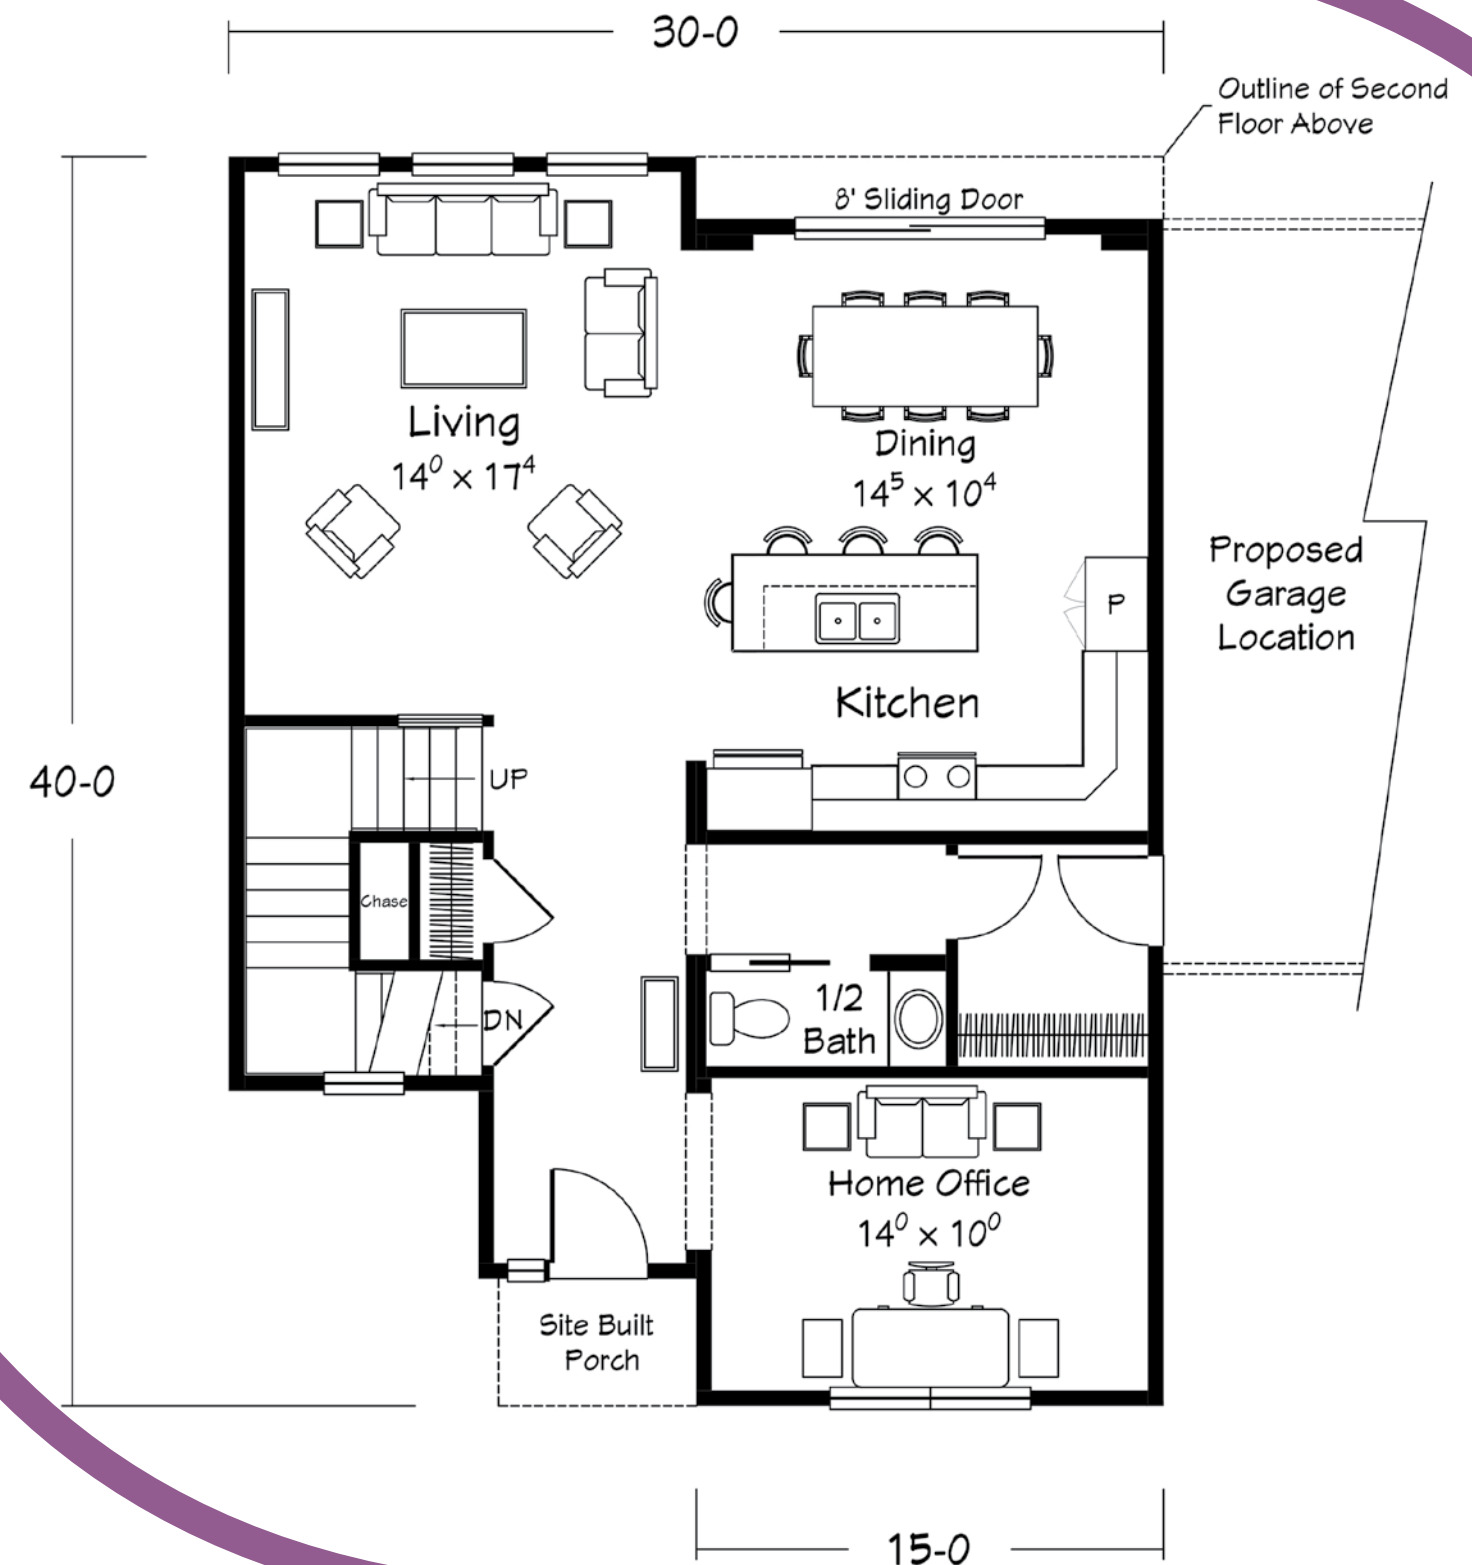 30-0
Outline of Second
Floor Above
8' Sliding Door
Living
14⁰ x 17⁴
Dining
14⁵ x 10⁴
Proposed
Garage
Location
P
Kitchen
40-0
UP
Chase
DN
1/2
Bath
Home Office
14⁰ x 10⁰
Site Built
Porch
15-0